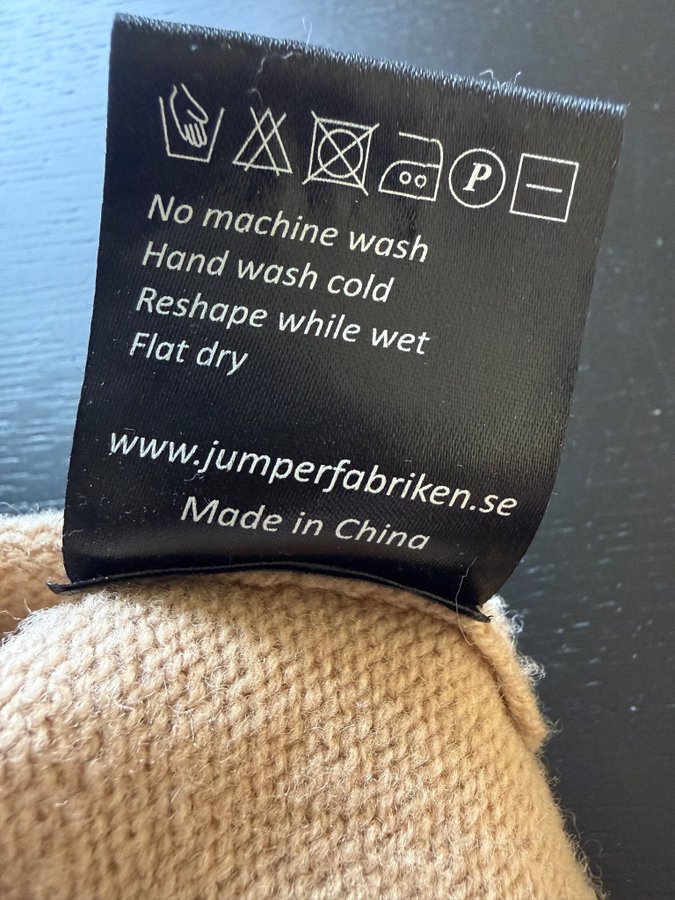 P
No machine wash
Hand wash cold
Reshape while wet
Flat dry
www.jumperfabriken.se
Made in China